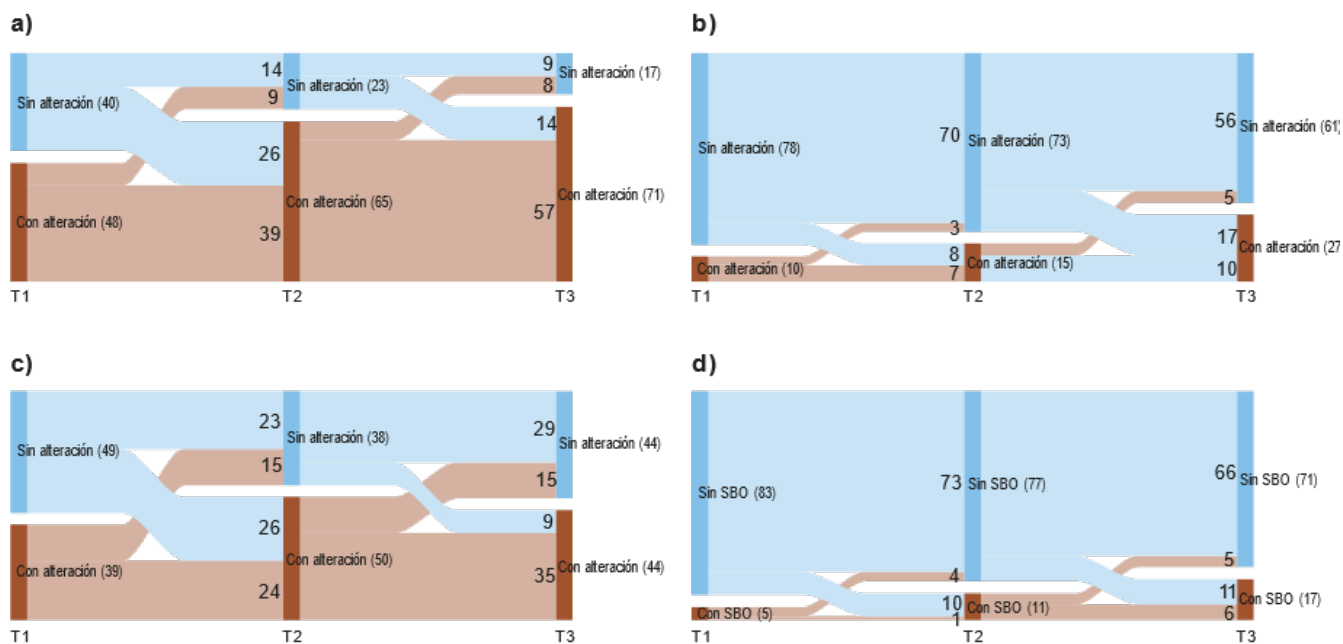 a)
14
9
Sin alteración (40)
Sin alteración (23)
26
39
Con alteración (48)
Con alteración (65)
9
8
Sin alteración (17)
14
57
Con alteración (71)
T1
T2
T3
b)
Sin alteración (78)
70
Sin alteración (73)
56
Sin alteración (61)
3
5
8
17
Con alteración (10)
7
Con alteración (15)
10
Con alteración (27)
T1
T2
T3
c)
Sin alteración (49)
23
15
Sin alteración (38)
29
15
Sin alteración (44)
26
9
Con alteración (39)
24
Con alteración (50)
35
Con alteración (44)
T1
T2
T3
d)
Sin SBO (83)
73
Sin SBO (77)
66
Sin SBO (71)
4
5
10
11
Con SBO (5)
1
Con SBO (11)
6
Con SBO (17)
T1
T2
T3